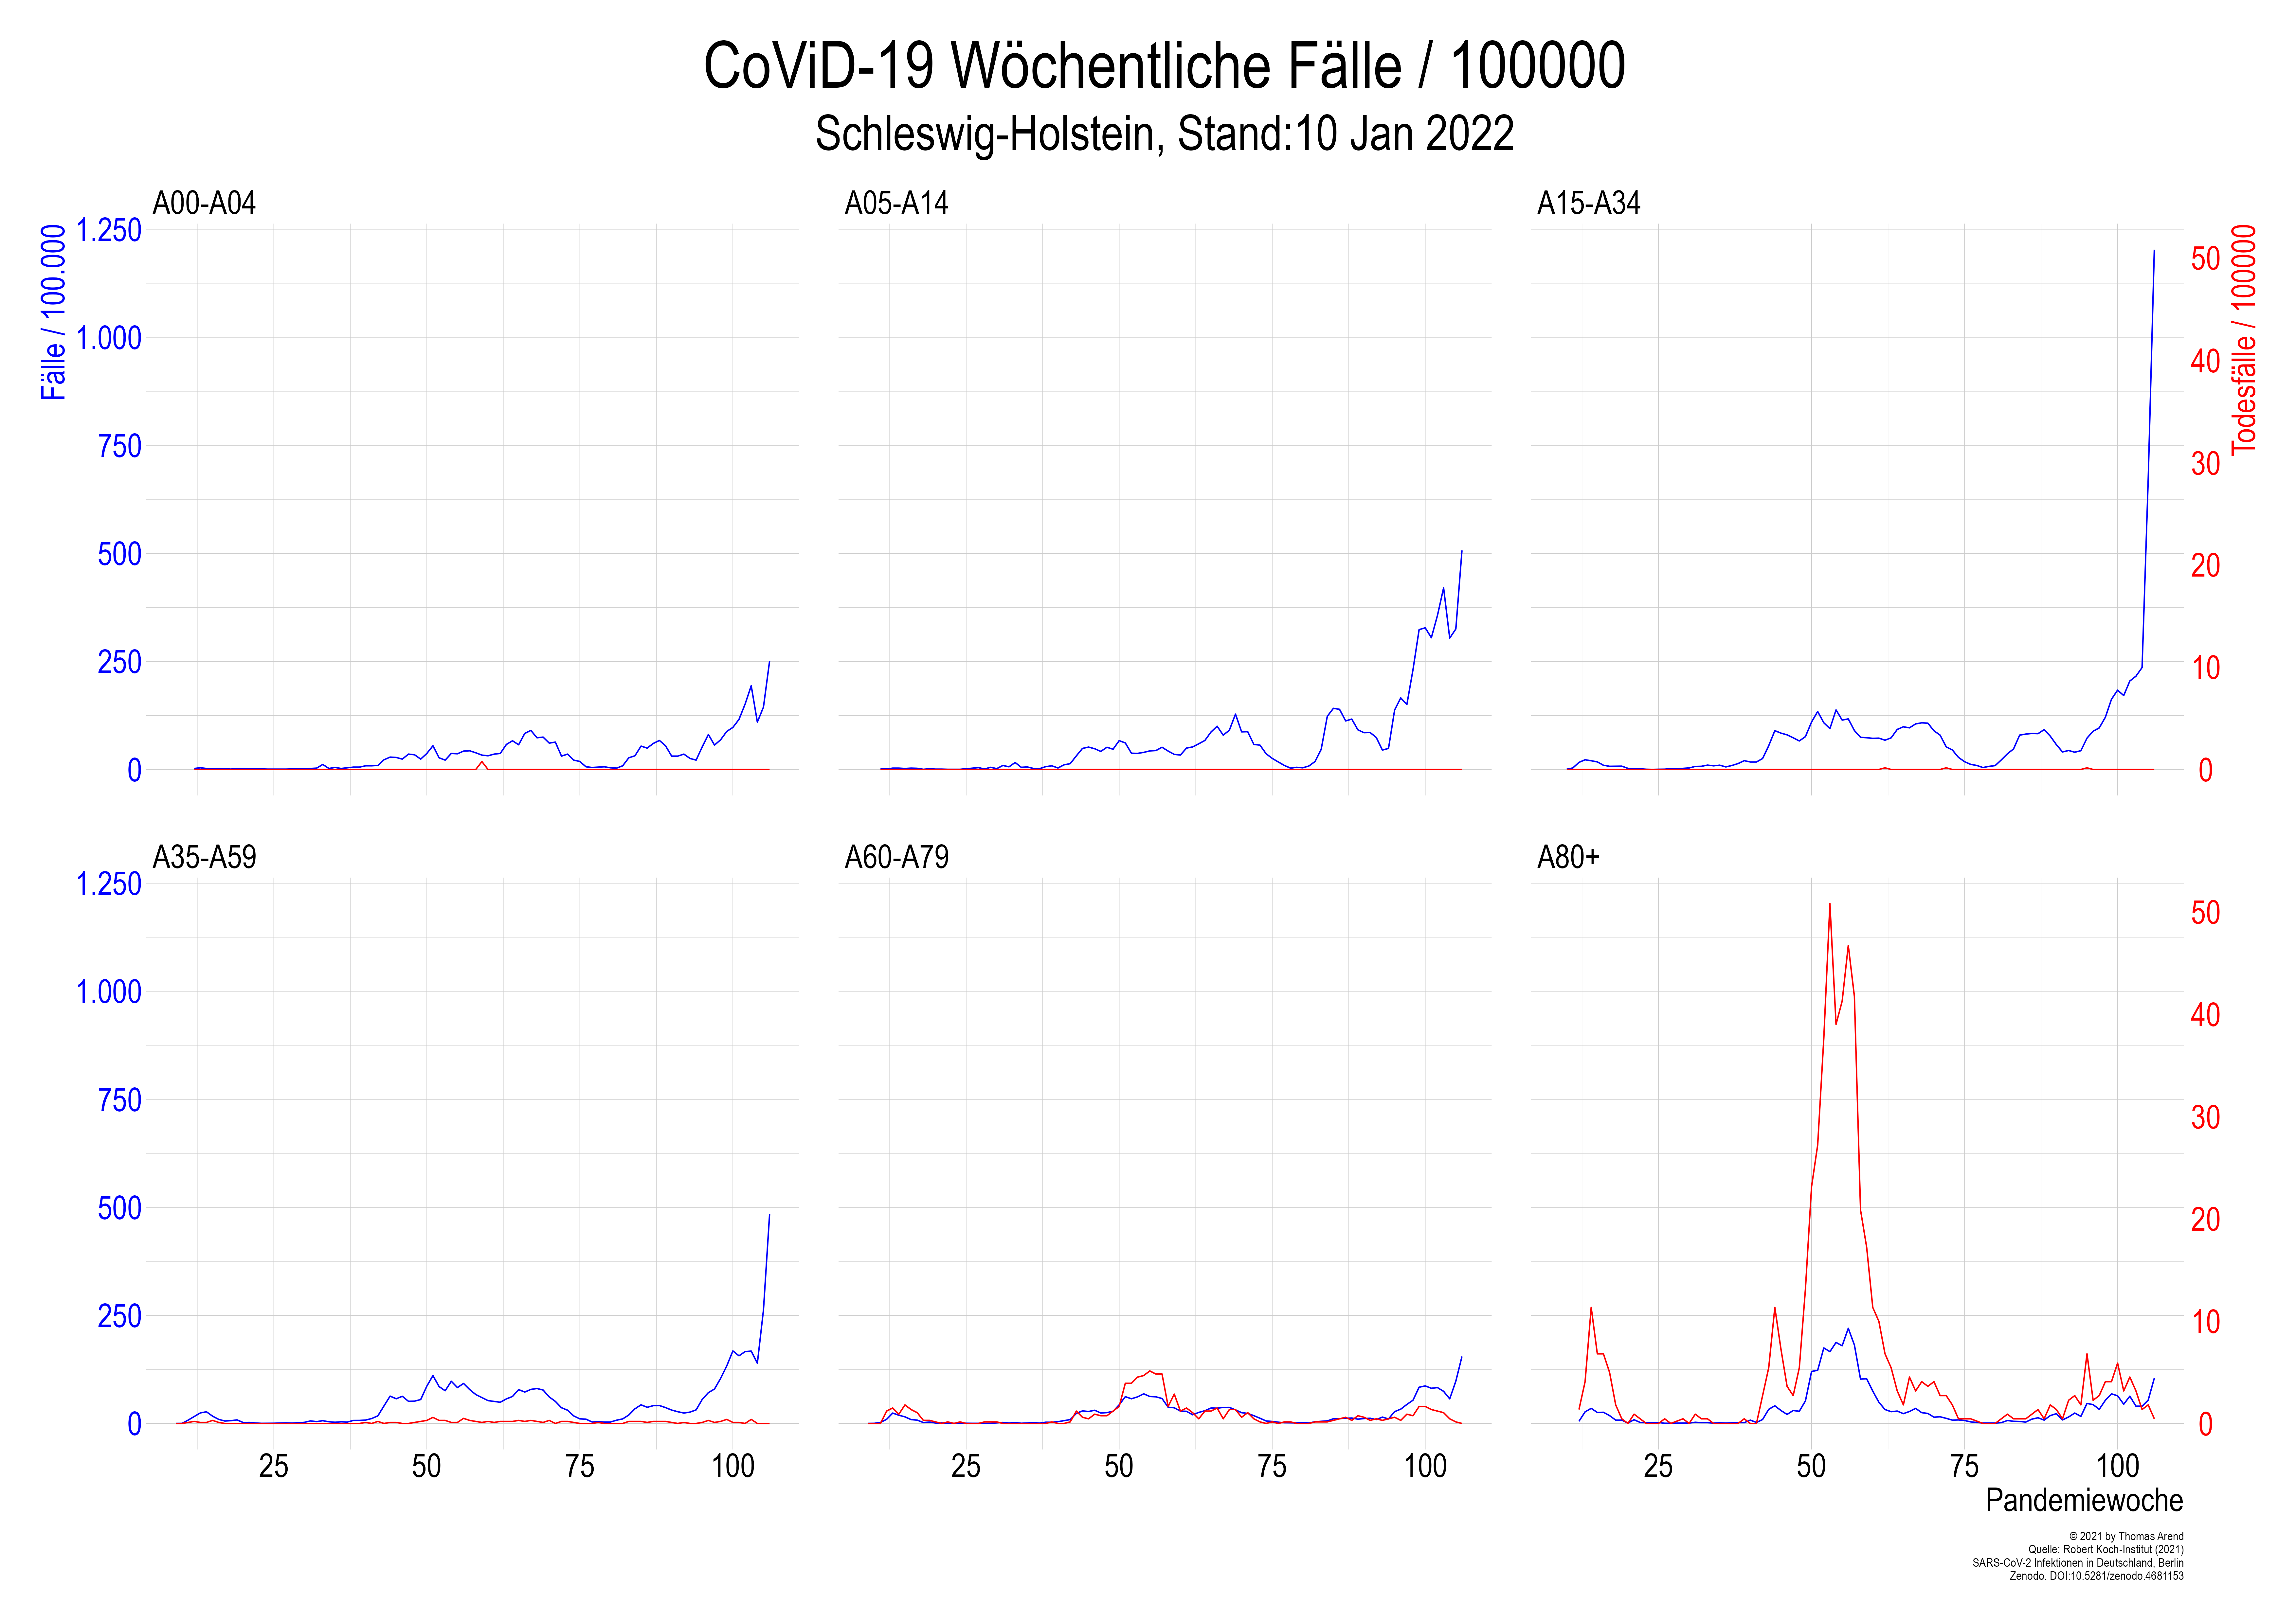 CoViD-19 Wöchentliche Fälle / 100000
Schleswig-Holstein, Stand:10 Jan 2022
A00-A04
A05-A14
A15-A34
Fälle / 100.000
1.250
1.000
750
500
250
0
50
40
30
20
10
0
Todesfälle / 100000
A35-A59
A60-A79
A80+
1.250
1.000
750
500
250
0
50
40
30
20
10
0
25 50 75 100
25 50 75 100
25 50 75 100
Pandemiewoche
© 2021 by Thomas Arend
Quelle: Robert Koch-Institut (2021)
SARS-CoV-2 Infektionen in Deutschland, Berlin
Zenodo. DOI:10.5281/zenodo.4681153